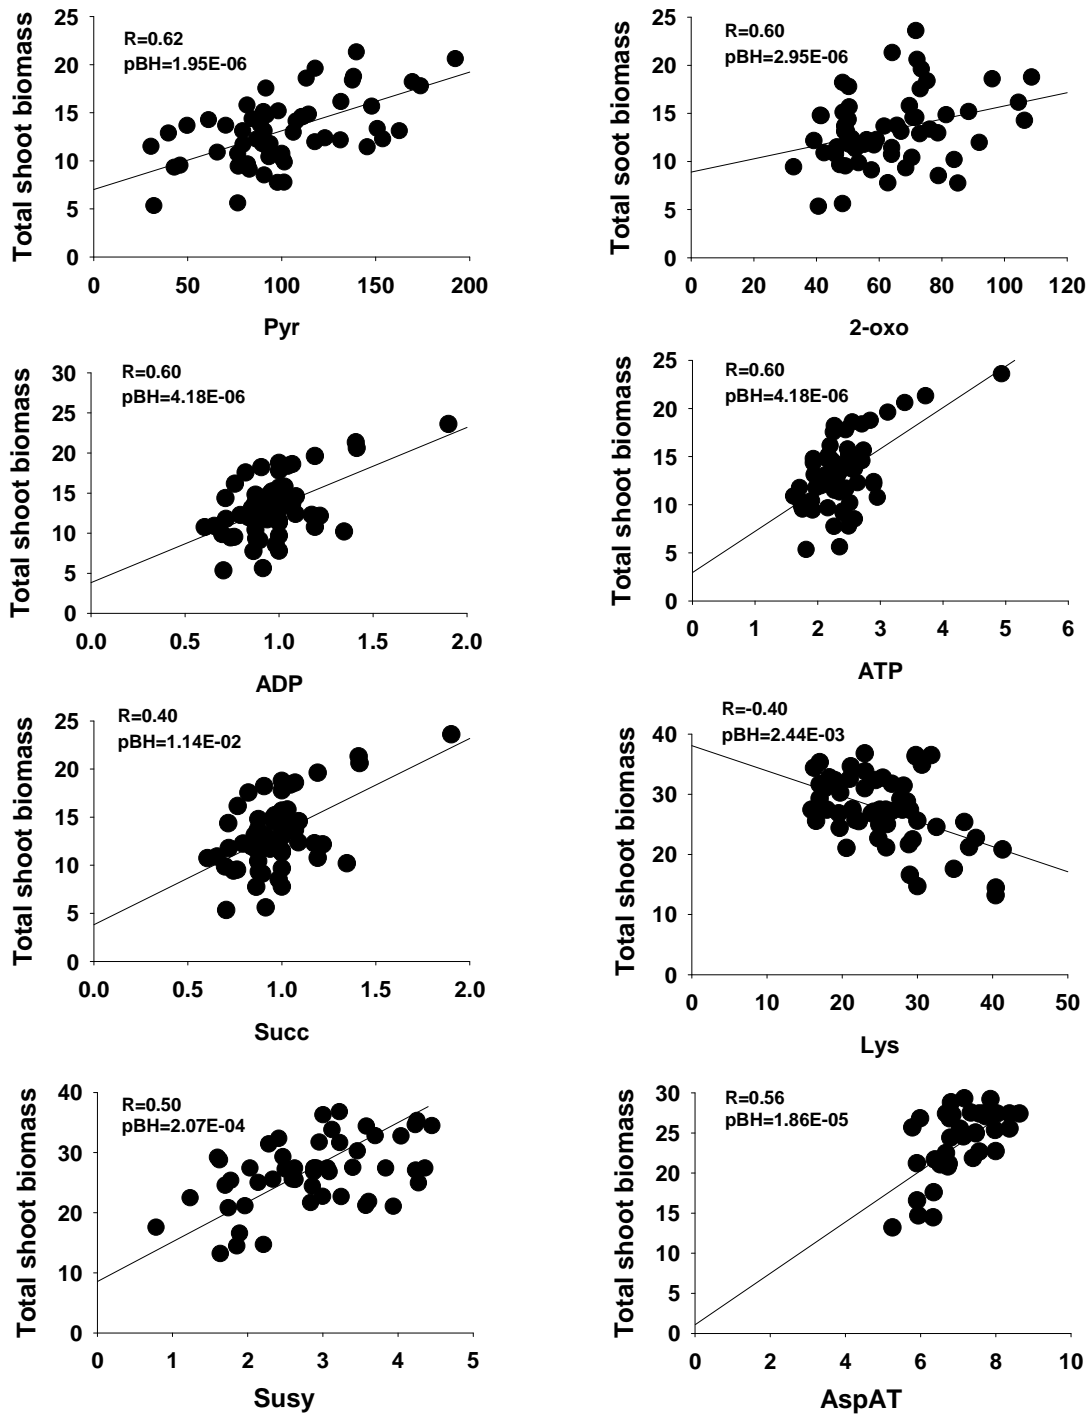 R=0.62
pBH=1.95E-06
Total shoot biomass
25
20
15
10
5
0
0 50 100 150 200
Pyr
R=0.60
pBH=2.95E-06
Total soot biomass
25
20
15
10
5
0
0 20 40 60 80 100 120
2-oxo
R=0.60
pBH=4.18E-06
Total shoot biomass
30
25
20
15
10
5
0
0.0 0.5 1.0 1.5 2.0
ADP
R=0.60
pBH=4.18E-06
Total shoot biomass
25
20
15
10
5
0
0 1 2 3 4 5 6
ATP
R=0.40
pBH=1.14E-02
Total shoot biomass
25
20
15
10
5
0
0.0 0.5 1.0 1.5 2.0
Succ
R=-0.40
pBH=2.44E-03
Total shoot biomass
40
30
20
10
0
0 10 20 30 40 50
Lys
R=0.50
pBH=2.07E-04
Total shoot biomass
40
30
20
10
0
0 1 2 3 4 5
Susy
R=0.56
pBH=1.86E-05
Total shoot biomass
30
25
20
15
10
5
0
0 2 4 6 8 10
AspAT